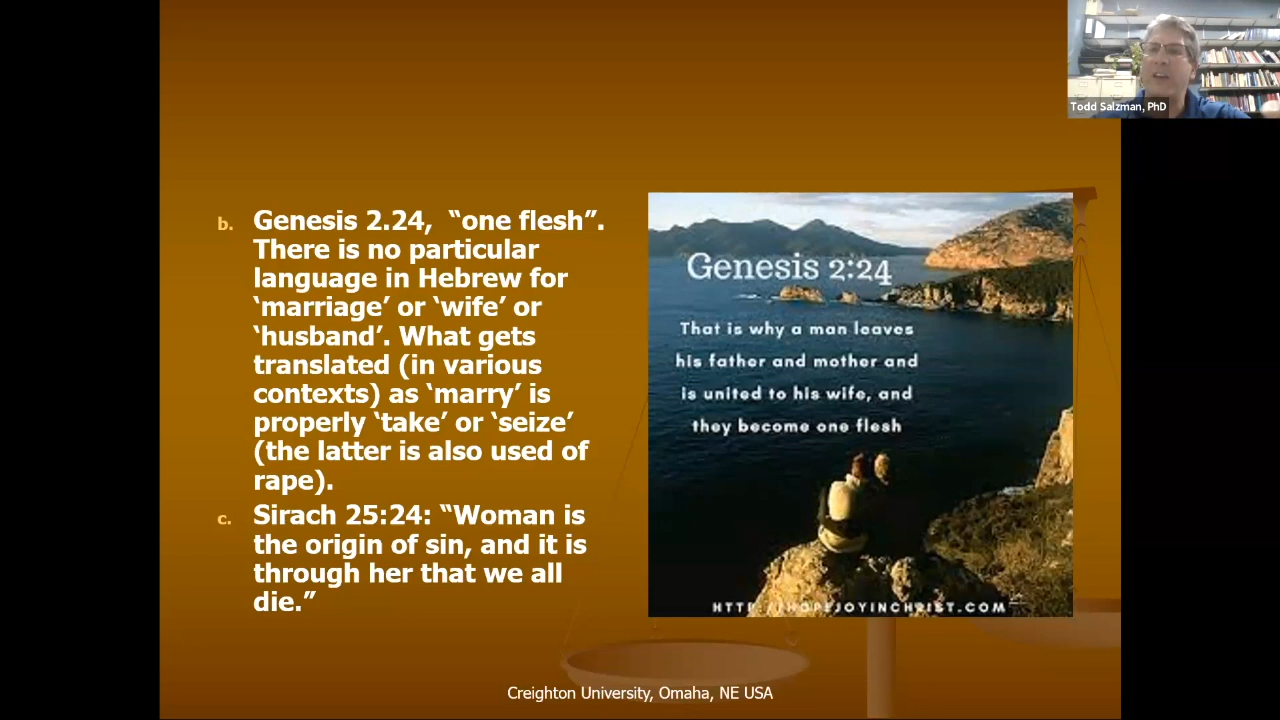 Todd Salzman, PhD
b. Genesis 2.24, “one flesh”.
There is no particular
language in Hebrew for
‘marriage’ or ‘wife’ or
‘husband’. What gets
translated (in various
contexts) as ‘marry’ is
properly ‘take’ or ‘seize’
(the latter is also used of
rape).
c. Sirach 25:24: “Woman is
the origin of sin, and it is
through her that we all
die.”
Genesis 2:24
That is why a man leaves
his father and mother and
is united to his wife, and
they become one flesh
HTTP://HOPEJOYINCHRIST.COM
Creighton University, Omaha, NE USA